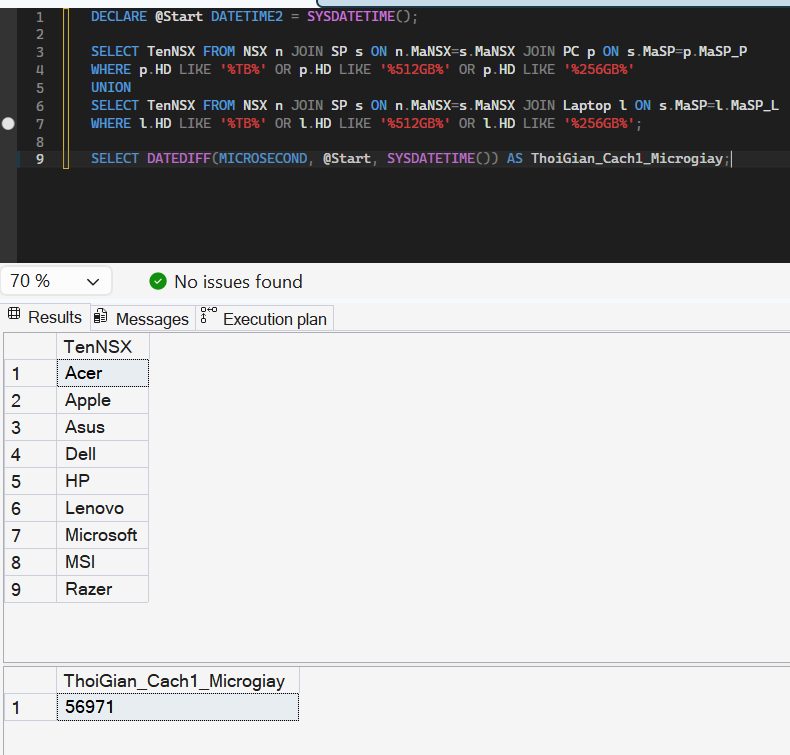 1 DECLARE @Start DATETIME2 = SYSDATETIME();
2
3 SELECT TenNSX FROM NSX n JOIN SP s ON n.MaNSX=s.MaNSX JOIN PC p ON s.MaSP=p.MaSP_P
4 WHERE p.HD LIKE '%TB%' OR p.HD LIKE '%512GB%' OR p.HD LIKE '%256GB%'
5 UNION
6 SELECT TenNSX FROM NSX n JOIN SP s ON n.MaNSX=s.MaNSX JOIN Laptop l ON s.MaSP=l.MaSP_L
7 WHERE l.HD LIKE '%TB%' OR l.HD LIKE '%512GB%' OR l.HD LIKE '%256GB%';
8
9 SELECT DATEDIFF(MICROSECOND, @Start, SYSDATETIME()) AS ThoiGian_Cach1_Microgiay;
70 % No issues found
Results Messages Execution plan
TenNSX
1 Acer
2 Apple
3 Asus
4 Dell
5 HP
6 Lenovo
7 Microsoft
8 MSI
9 Razer
ThoiGian_Cach1_Microgiay
1 56971